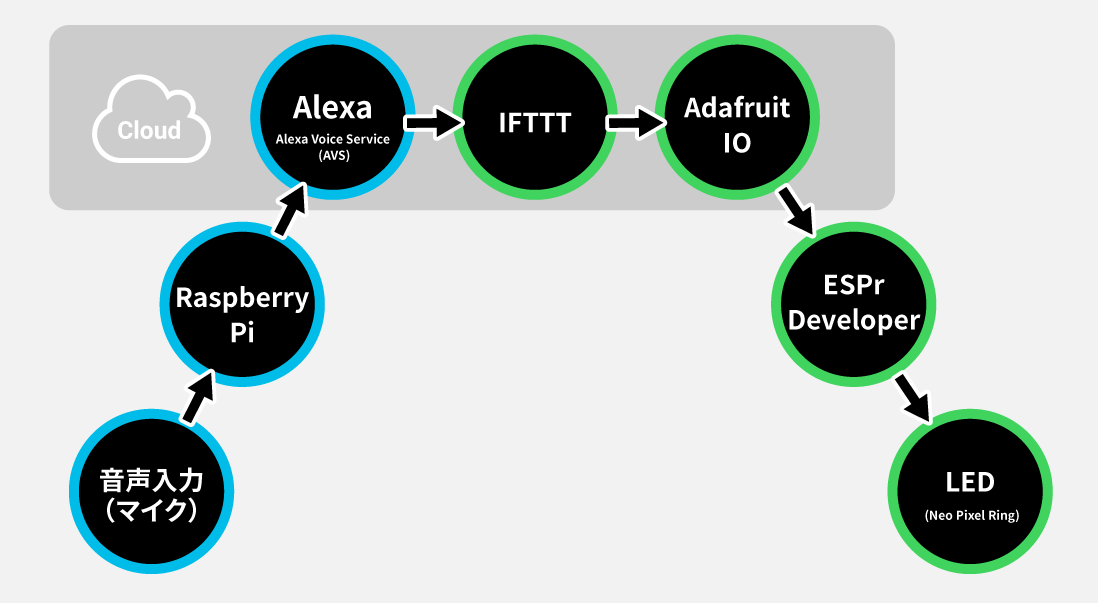 Cloud
Alexa
Alexa Voice Service
(AVS)
IFTTT
Adafruit
IO
Raspberry
Pi
ESPr
Developer
音声入力
（マイク）
LED
(Neo Pixel Ring)